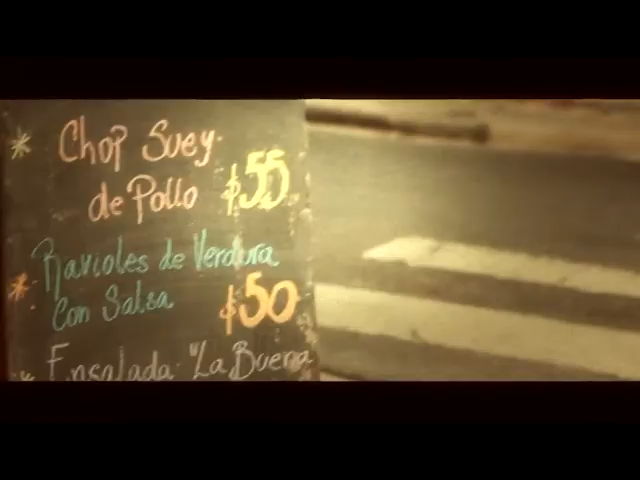 * Chop Suey
de Pollo $55
Ravioles de Verdura
* Con Salsa $50
* Ensalada "La Buena